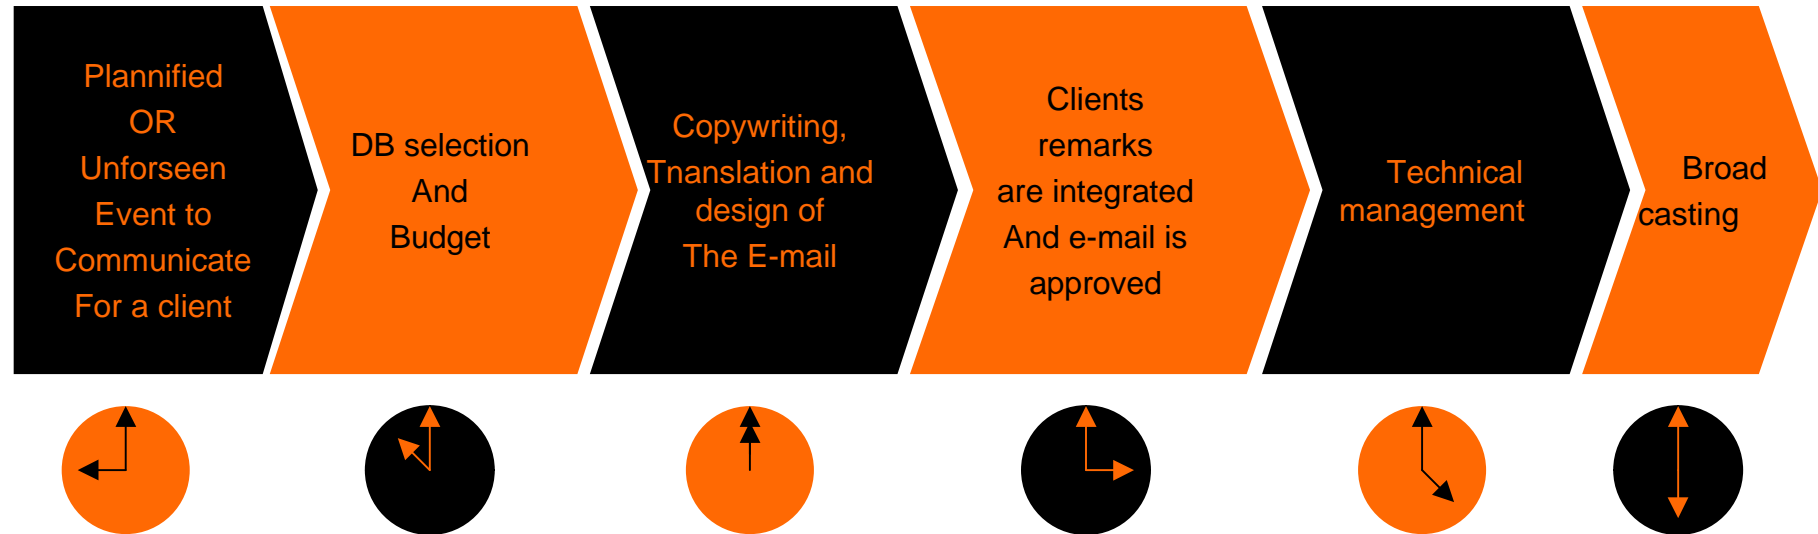 Plannified
OR
Unforseen
Event to
Communicate
For a client
DB selection
And
Budget
Copywriting,
Tnanslation and
design of
The E-mail
Clients
remarks
are integrated
And e-mail is
approved
Technical
management
Broad
casting